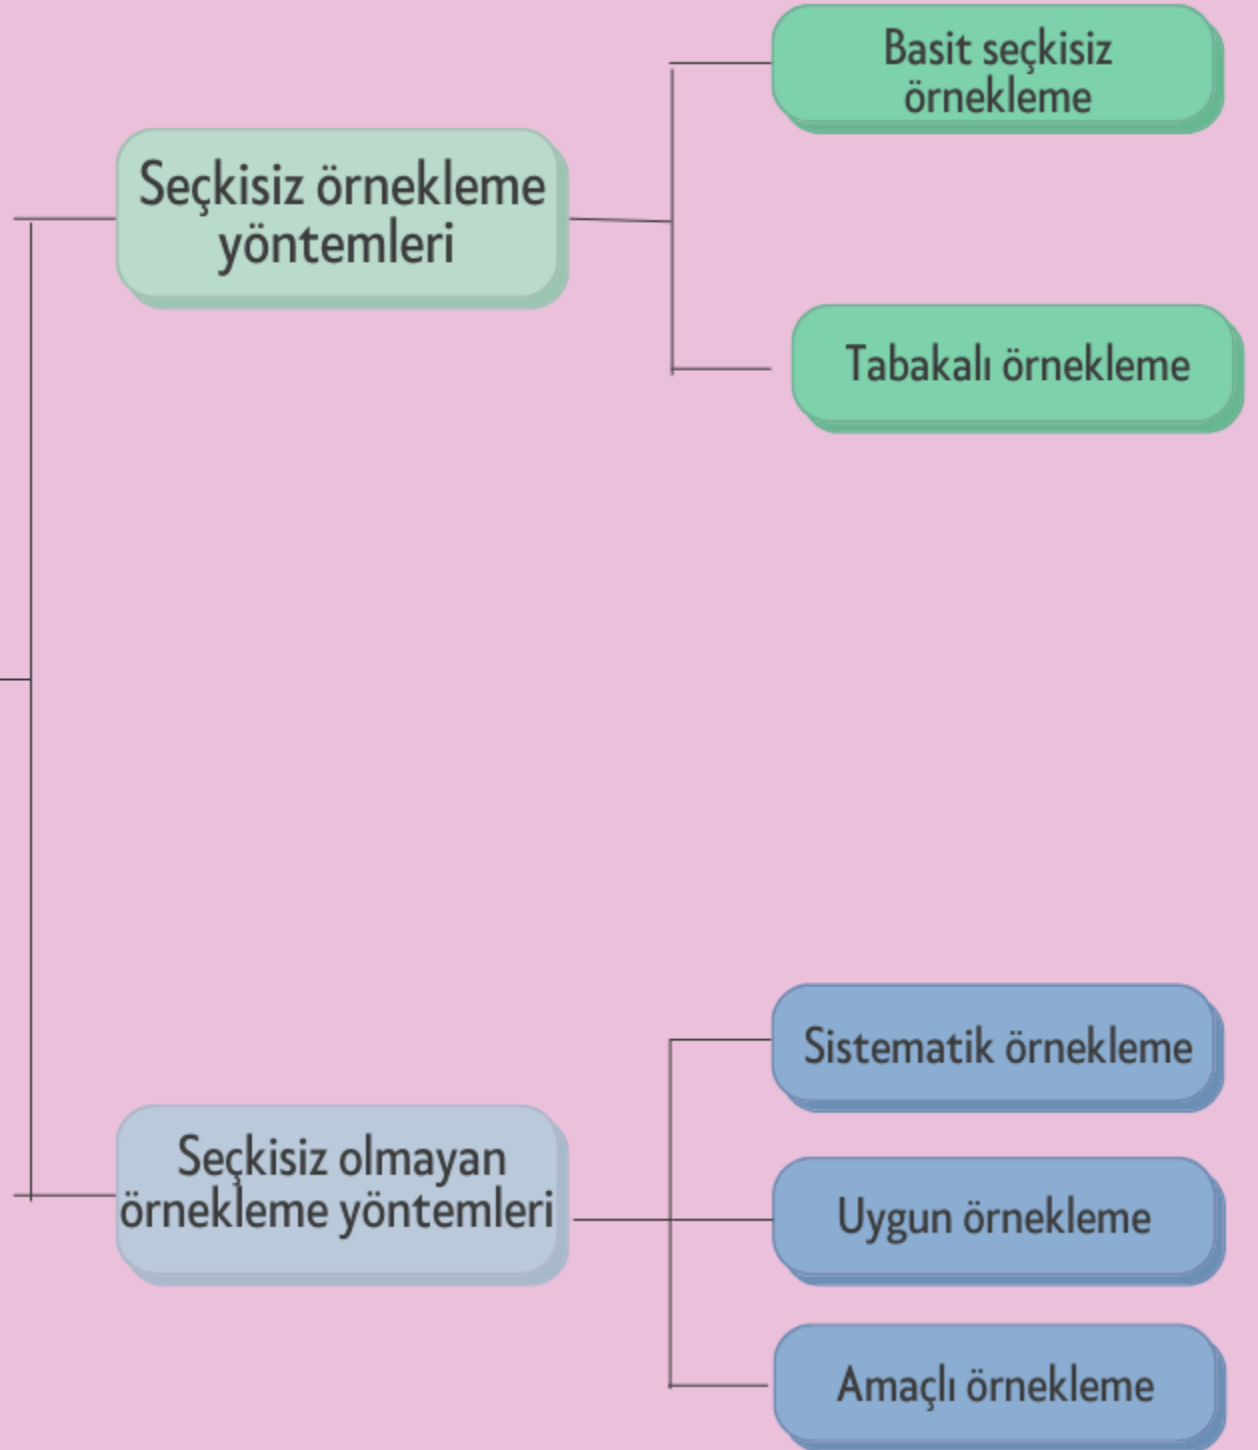 Basit seçkisiz
örnekleme
Seçkisiz örnekleme
yöntemleri
Tabakalı örnekleme
Sistematik örnekleme
Seçkisiz olmayan
örnekleme yöntemleri
Uygun örnekleme
Amaçlı örnekleme